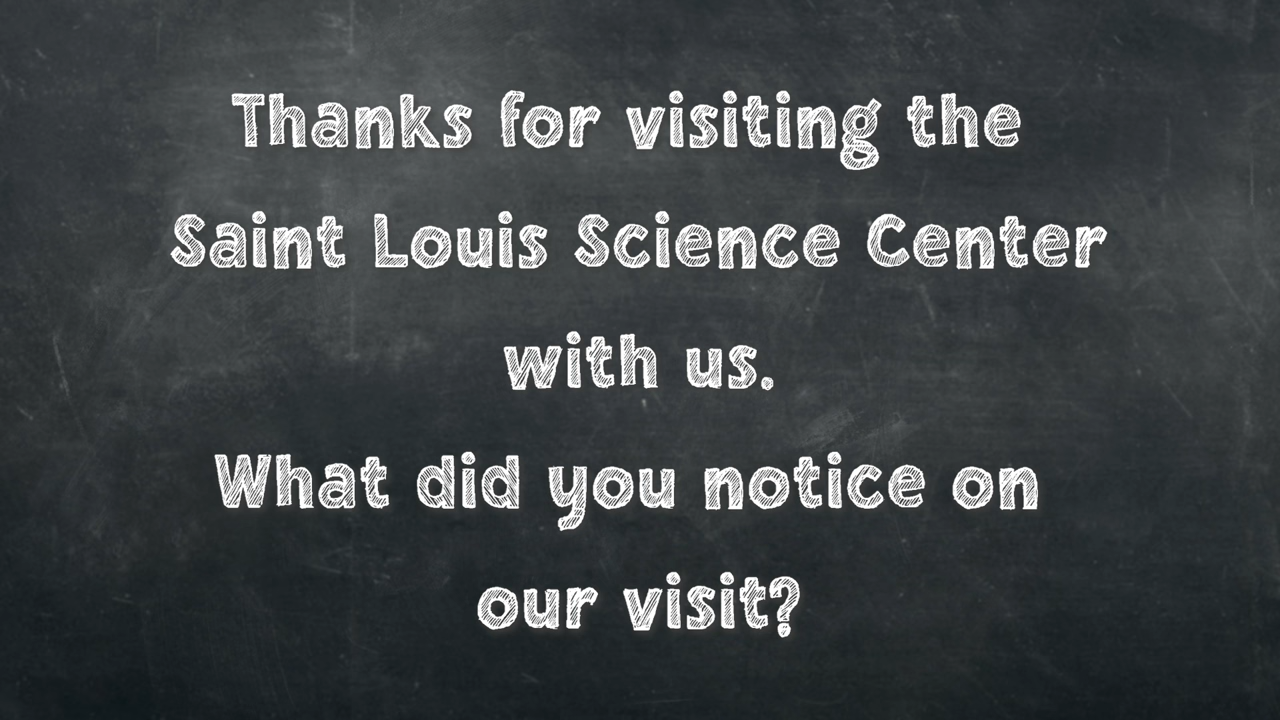 Thanks for visiting the
Saint Louis Science Center
with us.
What did you notice on
our visit?